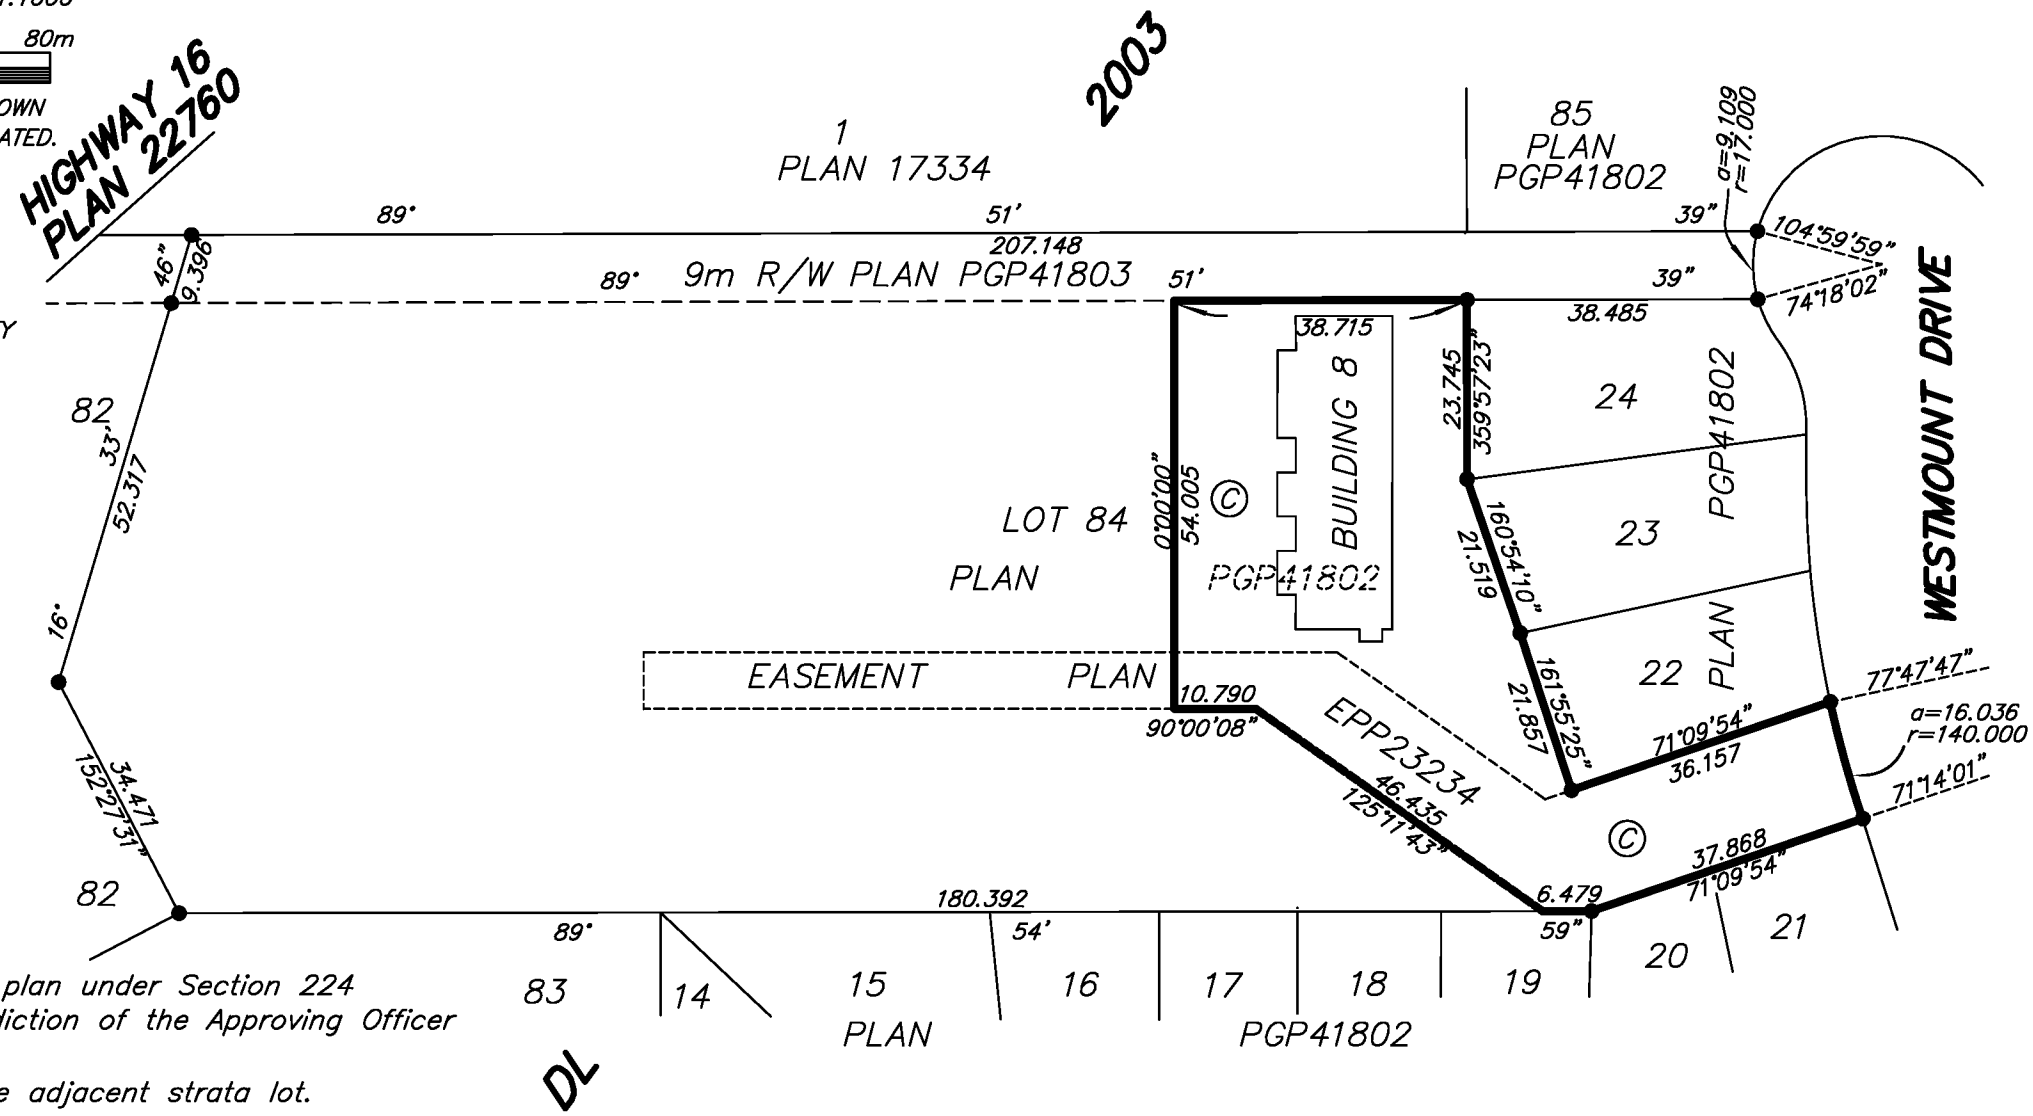 80m
HIGHWAY 16
PLAN 22760
2003
1
PLAN 17334
85
PLAN
PGP41802
a=9.109
r=17.000
89° 51' 39"
207.148
104°59'59"
74°18'02"
46"
9.396
9m R/W PLAN PGP41803
89° 51' 39"
38.715
38.485
WESTMOUNT DRIVE
82
33'
52.317
16°
LOT 84
PLAN PGP41802
0°00'00"
54.005
C
BUILDING 8
23.745
359°57'23"
24
23
22
PLAN PGP41802
160°54'10"
21.519
161°55'25"
21.857
EASEMENT PLAN EPP23234
10.790
90°00'08"
46.435
125°11'43"
71°09'54"
36.157
77°47'47"
a=16.036
r=140.000
71°14'01"
C
37.868
71°09'54"
34.471
152°27'31"
82
180.392
6.479
89° 54' 59"
83
14
15
16
17
18
19
20
21
PLAN PGP41802
plan under Section 224
of the Approving Officer
adjacent strata lot.
DL